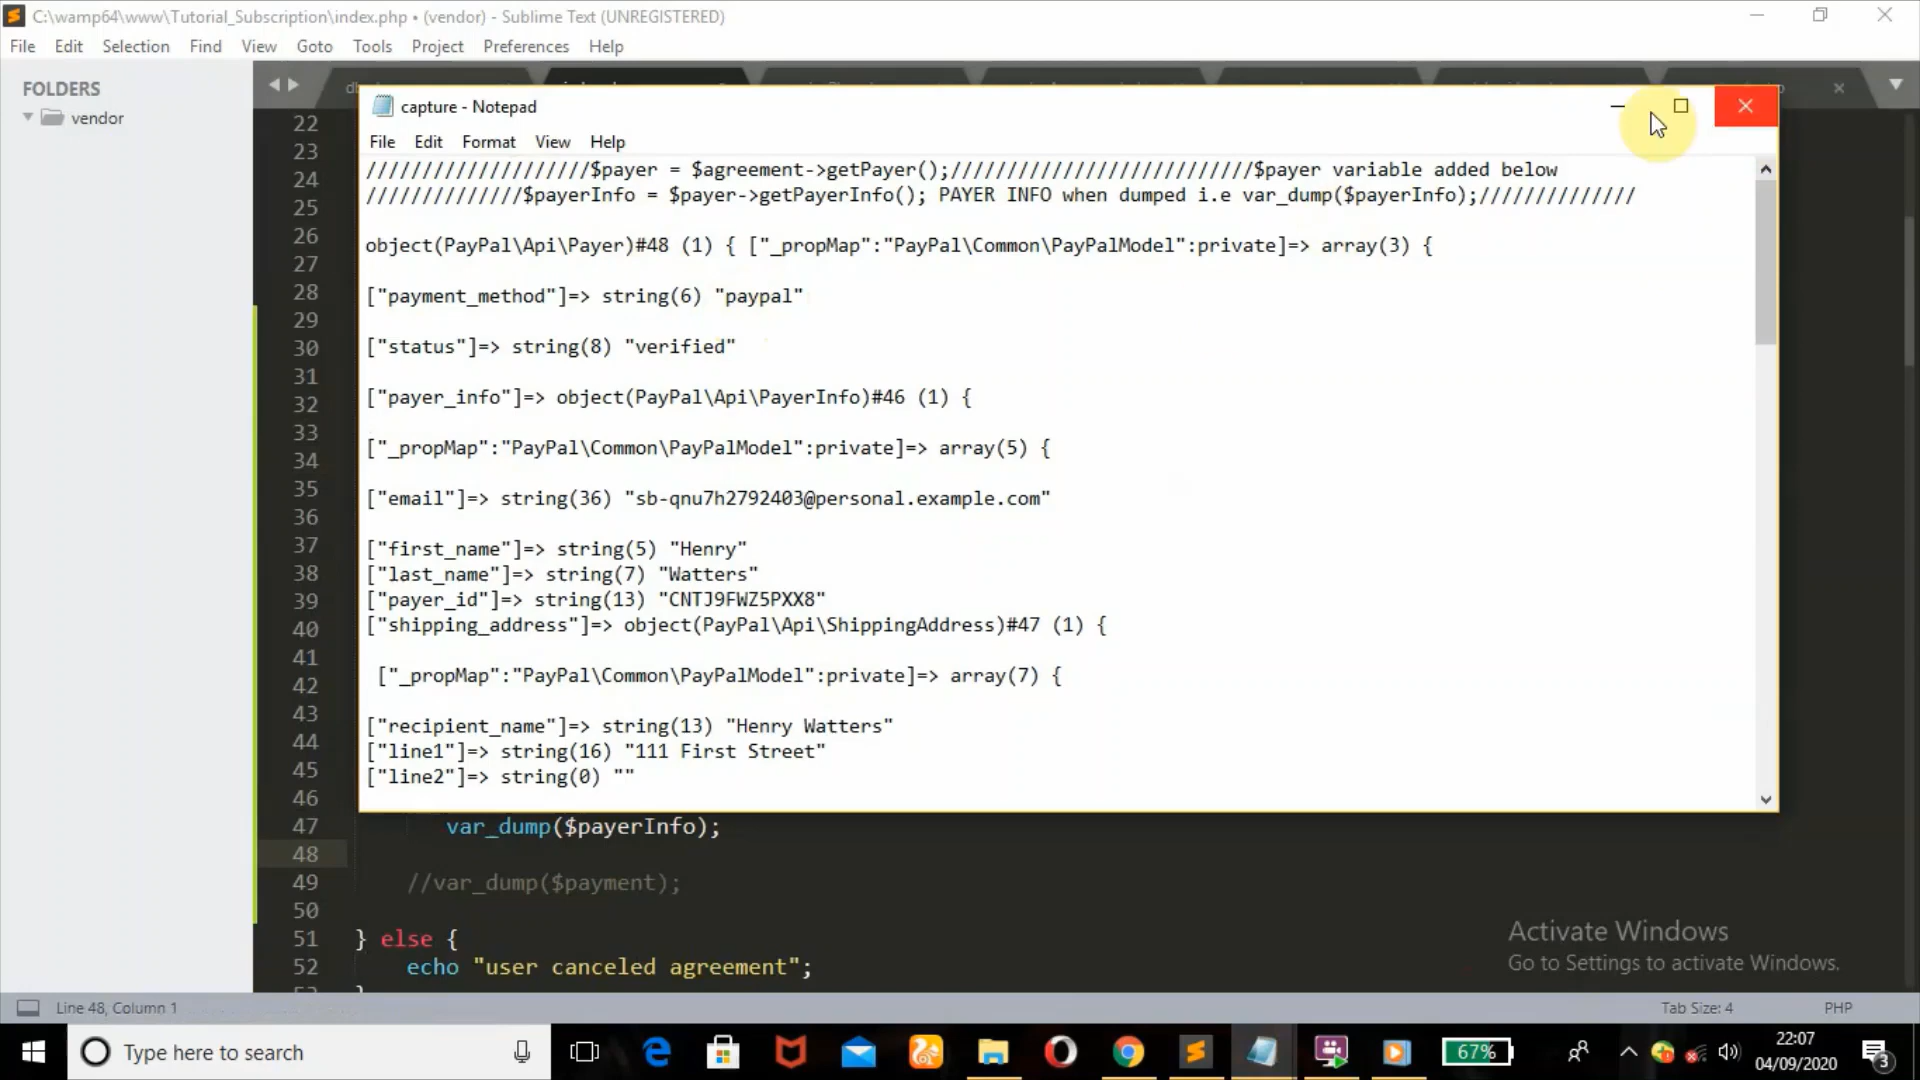 C:\wamp64\www\Tutorial_Subscription\index.php • (vendor) - Sublime Text (UNREGISTERED)
File Edit Selection Find View Goto Tools Project Preferences Help
FOLDERS
vendor
capture - Notepad
File Edit Format View Help
////////////////////$payer = $agreement->getPayer();///////////////////////////$payer variable added below
//////////////$payerInfo = $payer->getPayerInfo(); PAYER INFO when dumped i.e var_dump($payerInfo);//////////////
object(PayPal\Api\Payer)#48 (1) { ["_propMap":"PayPal\Common\PayPalModel":private]=> array(3) {
["payment_method"]=> string(6) "paypal"
["status"]=> string(8) "verified"
["payer_info"]=> object(PayPal\Api\PayerInfo)#46 (1) {
["_propMap":"PayPal\Common\PayPalModel":private]=> array(5) {
["email"]=> string(36) "sb-qnu7h2792403@personal.example.com"
["first_name"]=> string(5) "Henry"
["last_name"]=> string(7) "Watters"
["payer_id"]=> string(13) "CNTJ9FWZ5PXX8"
["shipping_address"]=> object(PayPal\Api\ShippingAddress)#47 (1) {
["_propMap":"PayPal\Common\PayPalModel":private]=> array(7) {
["recipient_name"]=> string(13) "Henry Watters"
["line1"]=> string(16) "111 First Street"
["line2"]=> string(0) ""
22
23
24
25
26
27
28
29
30
31
32
33
34
35
36
37
38
39
40
41
42
43
44
45
46
47 var_dump($payerInfo);
48
49 //var_dump($payment);
50
51 } else {
52 echo "user canceled agreement";
Activate Windows
Go to Settings to activate Windows.
Line 48, Column 1
Tab Size: 4
PHP
Type here to search
67%
22:07
04/09/2020
3